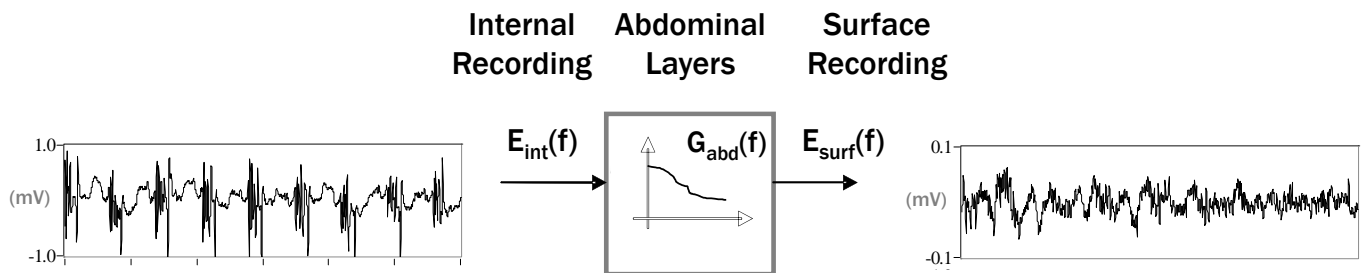 Internal Recording
Abdominal Layers
Surface Recording
1.0
(mV)
-1.0
E_int(f)
G_abd(f)
E_surf(f)
0.1
(mV)
-0.1